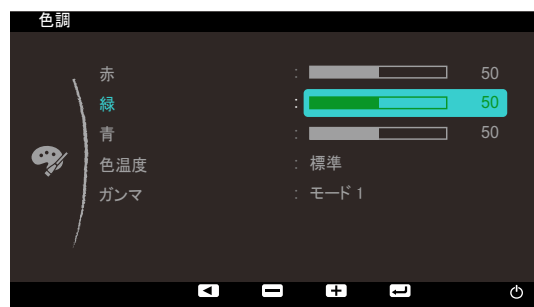 色調
赤 : 50
緑 : 50
青 : 50
色温度 : 標準
ガンマ : モード 1